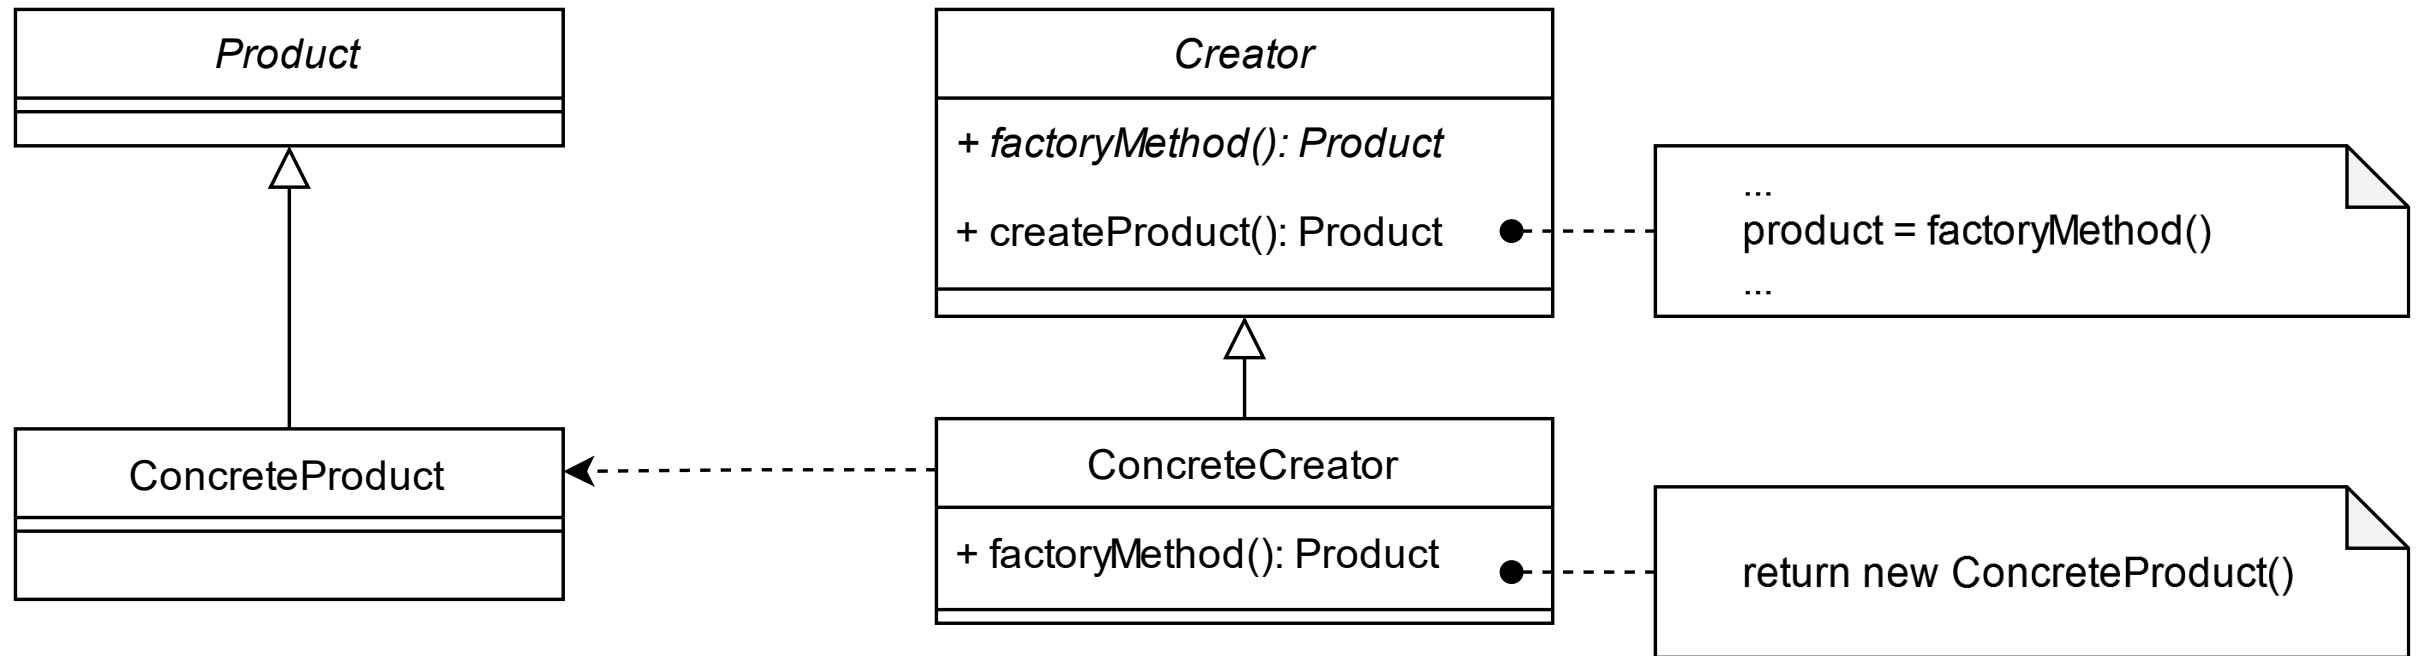 Product
Creator
+ factoryMethod(): Product
+ createProduct(): Product
...
product = factoryMethod()
...
ConcreteProduct
ConcreteCreator
+ factoryMethod(): Product
return new ConcreteProduct()